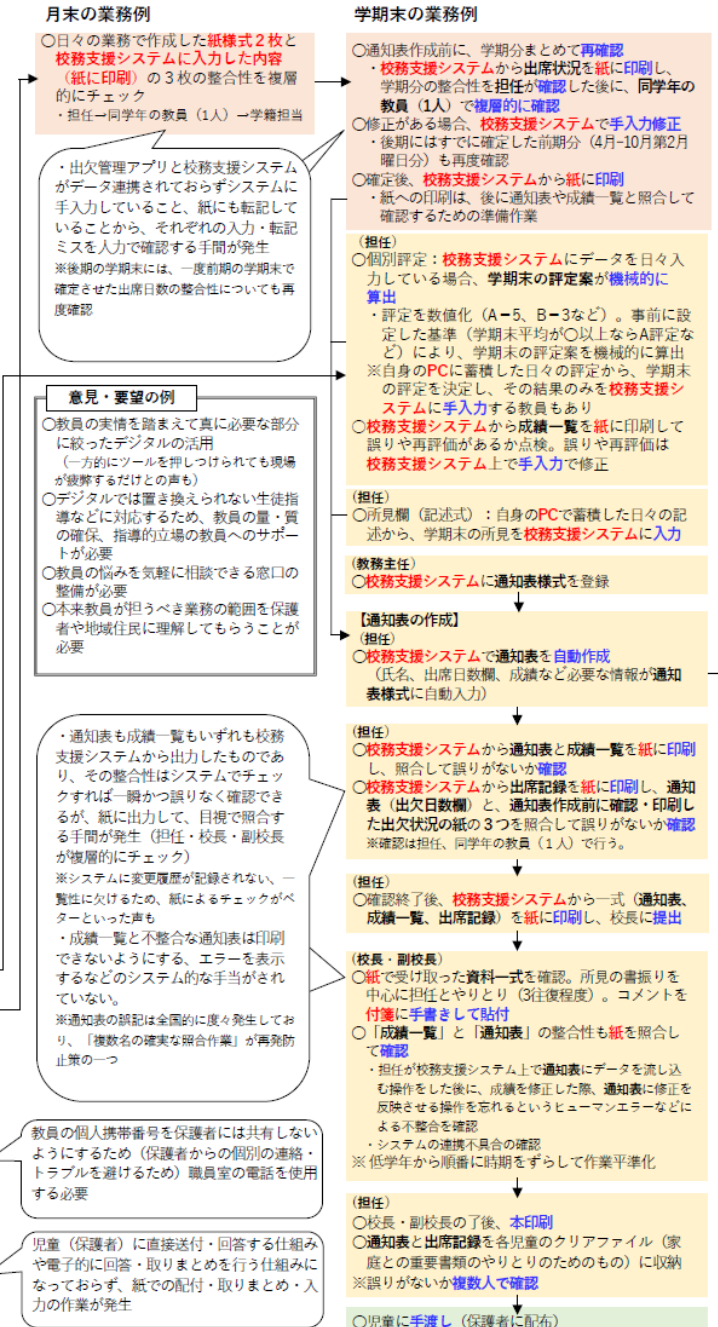 月末の業務例
○日々の業務で作成した紙様式２枚と
校務支援システムに入力した内容
（紙に印刷）の３枚の整合性を複層
的にチェック
・担任→同学年の教員（1人）→学籍担当
・出欠管理アプリと校務支援システム
がデータ連携されておらずシステムに
手入力していること、紙にも転記して
いることから、それぞれの入力・転記
ミスを人力で確認する手間が発生
※後期の学期末には、一度前期の学期末で
確定させた出席日数の整合性についても再
度確認
意見・要望の例
○教員の実情を踏まえて真に必要な部分
に絞ったデジタルの活用
（一方的にツールを押しつけられても現場
が疲弊するだけとの声も）
○デジタルでは置き換えられない生徒指
導などに対応するため、教員の量・質
の確保、指導的立場の教員へのサポー
トが必要
○教員の悩みを気軽に相談できる窓口の
整備が必要
○本来教員が担うべき業務の範囲を保護
者や地域住民に理解してもらうことが
必要
・通知表も成績一覧もいずれも校務
支援システムから出力したものであ
り、その整合性はシステムでチェッ
クすれば一瞬かつ誤りなく確認でき
るが、紙に出力して、目視で照合す
る手間が発生（担任・校長・副校長
が複層的にチェック）
※システムに変更履歴が記録されない、一
覧性に欠けるため、紙によるチェックがベ
ターといった声も
・成績一覧と不整合な通知表は印刷
できないようにする、エラーを表示
するなどのシステム的な手当がされ
ていない。
※通知表の誤記は全国的に度々発生してお
り、「複数名の確実な照合作業」が再発防
止策の一つ
教員の個人携帯番号を保護者には共有しない
ようにするため（保護者からの個別の連絡・
トラブルを避けるため）職員室の電話を使用
する必要
児童（保護者）に直接送付・回答する仕組み
や電子的に回答・取りまとめを行う仕組みに
なっておらず、紙での配付・取りまとめ・入
力の作業が発生
学期末の業務例
○通知表作成前に、学期分まとめて再確認
・校務支援システムから出席状況を紙に印刷し、
学期分の整合性を担任が確認した後に、同学年の
教員（1人）で複層的に確認
○修正がある場合、校務支援システムで手入力修正
・後期にはすでに確定した前期分（4月–10月第2月
曜日分）も再度確認
○確定後、校務支援システムから紙に印刷
・紙への印刷は、後に通知表や成績一覧と照合して
確認するための準備作業
（担任）
○個別評定：校務支援システムにデータを日々入
力している場合、学期末の評定案が機械的に
算出
・評定を数値化（A＝5、B＝3など）。事前に設
定した基準（学期末平均が○以上ならA評定な
ど）により、学期末の評定案を機械的に算出
※自身のPCに蓄積した日々の評定から、学期末
の評定を決定し、その結果のみを校務支援シ
ステムに手入力する教員もあり
○校務支援システムから成績一覧を紙に印刷して
誤りや再評価があるか点検。誤りや再評価は
校務支援システム上で手入力で修正
（担任）
○所見欄（記述式）：自身のPCで蓄積した日々の記
述から、学期末の所見を校務支援システムに入力
（教務主任）
○校務支援システムに通知表様式を登録
【通知表の作成】
（担任）
○校務支援システムで通知表を自動作成
（氏名、出席日数欄、成績など必要な情報が通知
表様式に自動入力）
（担任）
○校務支援システムから通知表と成績一覧を紙に印刷
し、照合して誤りがないか確認
○校務支援システムから出席記録を紙に印刷し、通知
表（出欠日数欄）と、通知表作成前に確認・印刷し
た出欠状況の紙の３つを照合して誤りがないか確認
※確認は担任、同学年の教員（１人）で行う。
（担任）
○確認終了後、校務支援システムから一式（通知表、
成績一覧、出席記録）を紙に印刷し、校長に提出
（校長・副校長）
○紙で受け取った資料一式を確認。所見の書振りを
中心に担任とやりとり（3往復程度）。コメントを
付箋に手書きして貼付
○「成績一覧」と「通知表」の整合性も紙を照合し
て確認
・担任が校務支援システム上で通知表にデータを流し込
む操作をした後に、成績を修正した際、通知表に修正を
反映させる操作を忘れるというヒューマンエラーなどに
よる不整合を確認
・システムの連携不具合の確認
※ 低学年から順番に時期をずらして作業平準化
（担任）
○校長・副校長の了後、本印刷
○通知表と出席記録を各児童のクリアファイル（家
庭との重要書類のやりとりのためのもの）に収納
※誤りがないか複数人で確認
○児童に手渡し（保護者に配布）